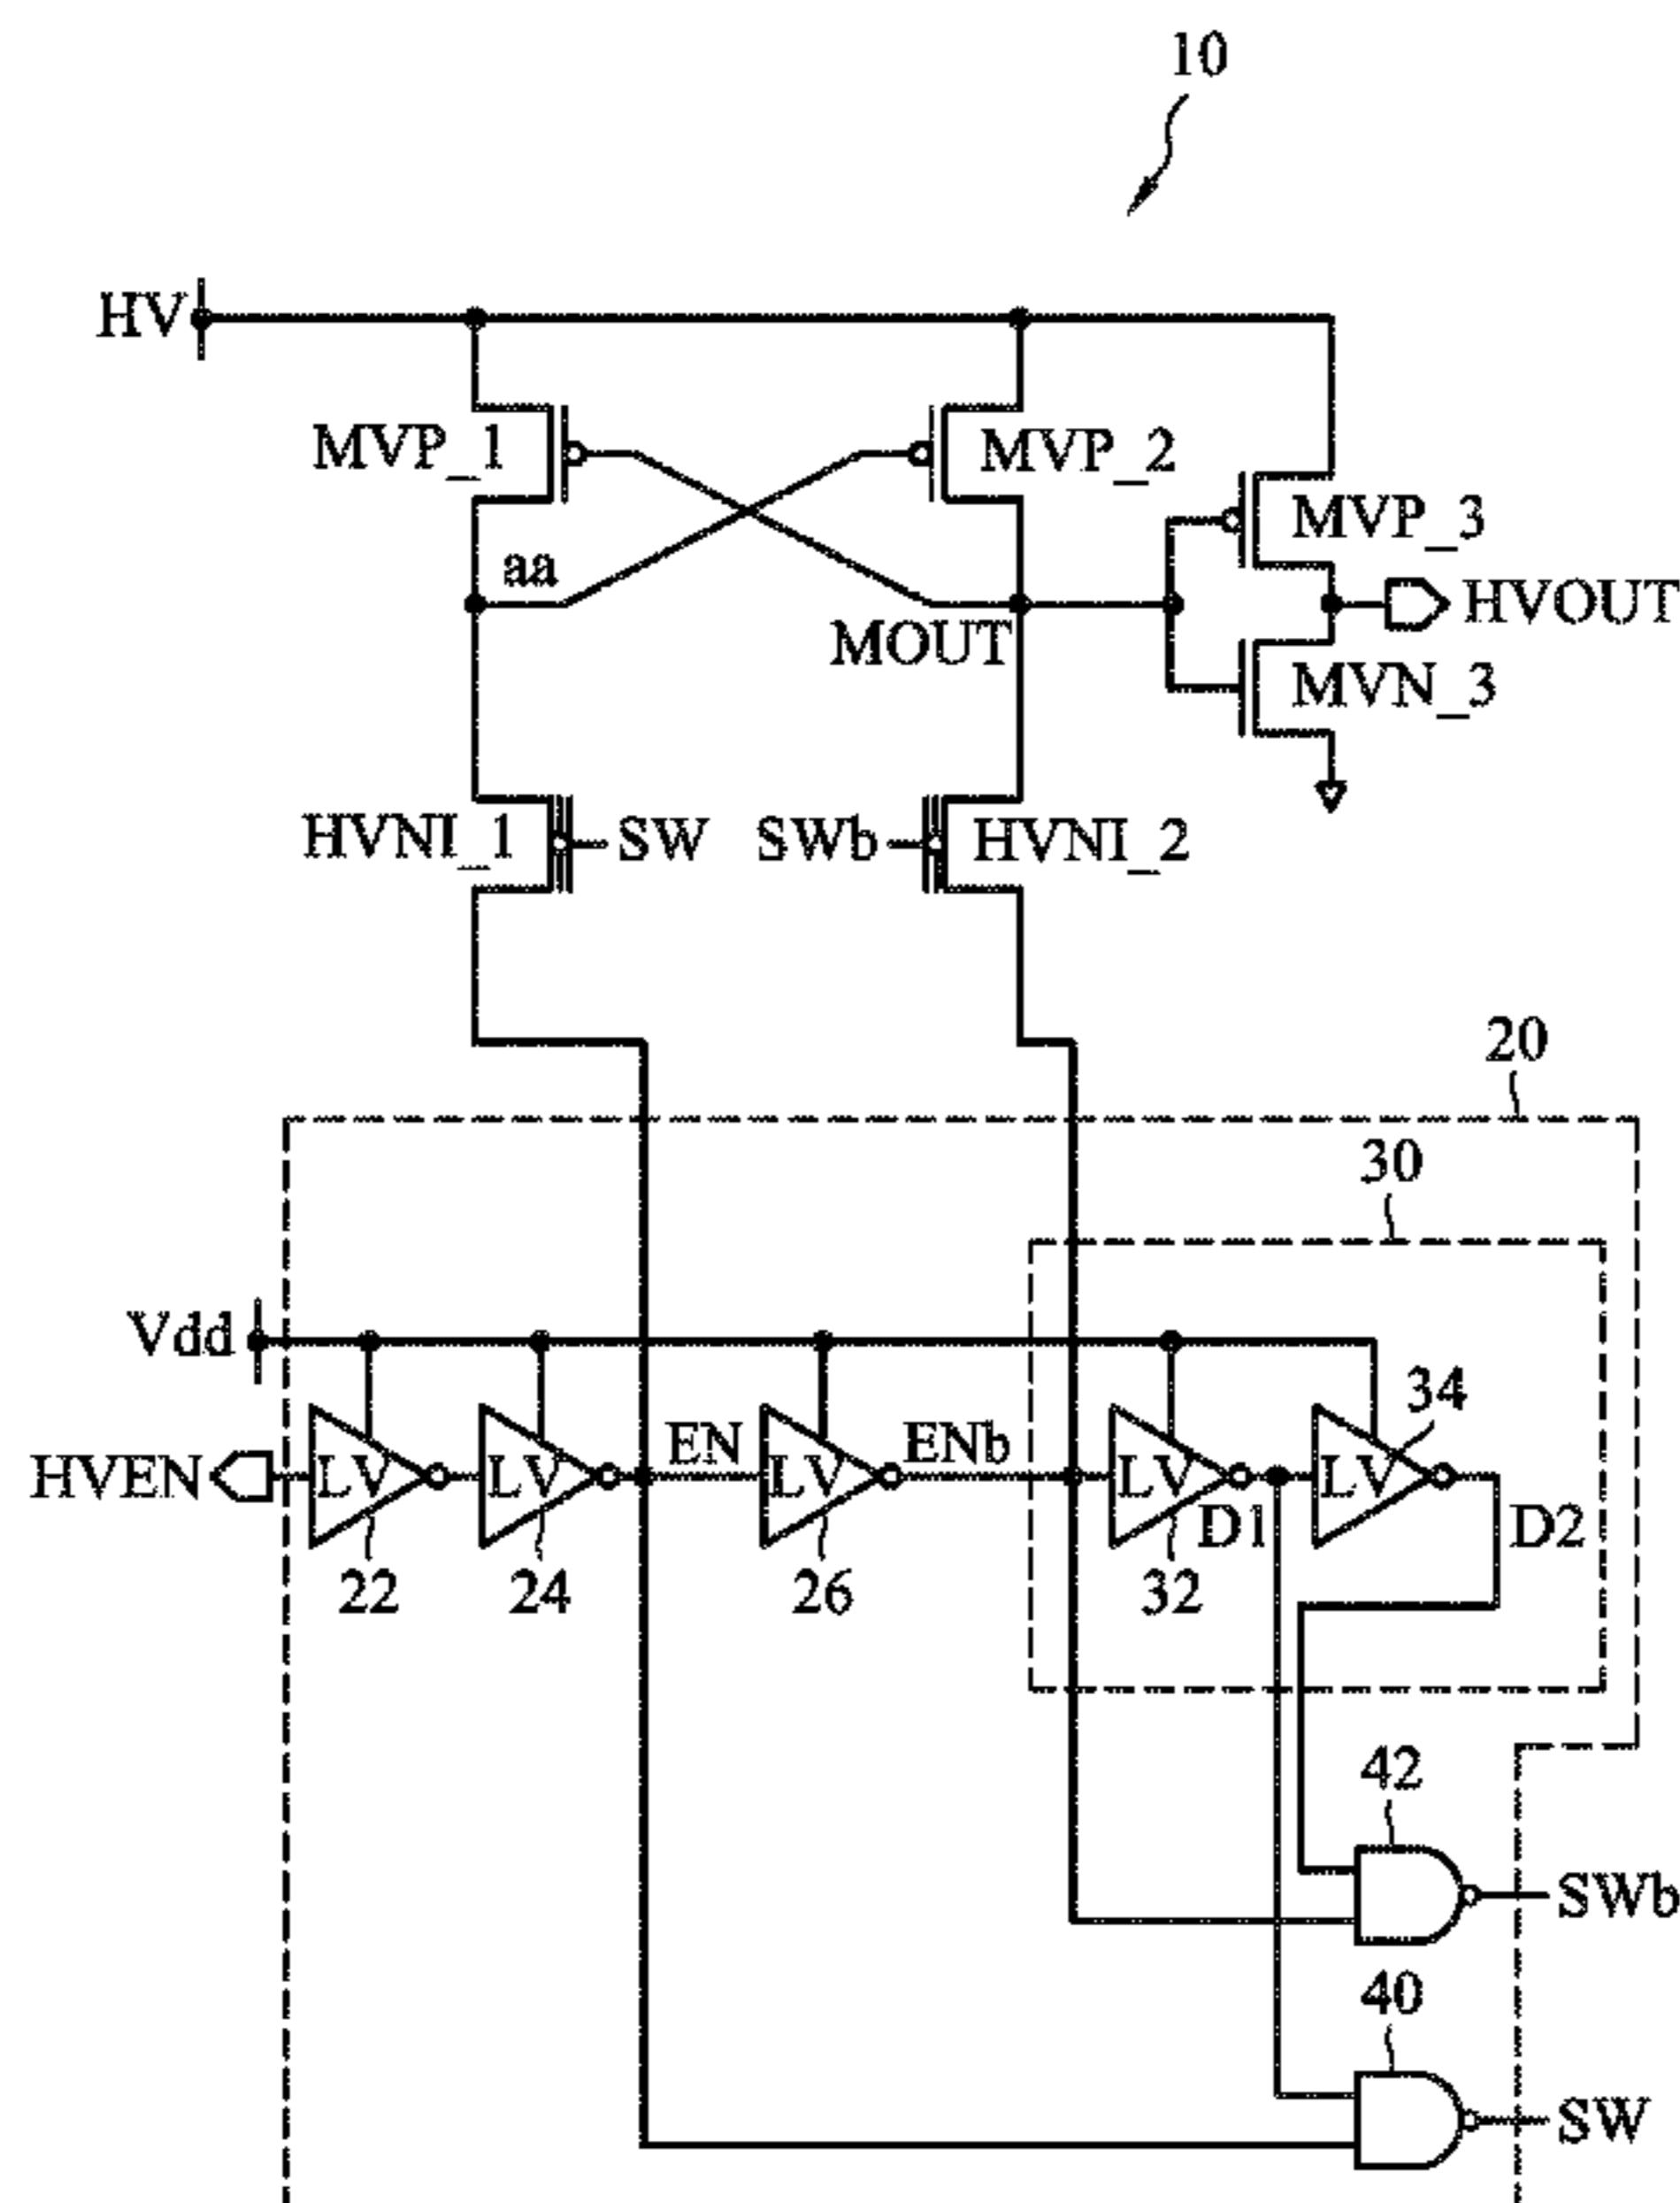 10
HV
MVP_1
MVP_2
MVP_3
aa
HVOUT
MOUT
MVN_3
HVNI_1
SW
SWb
HVNI_2
20
30
Vdd
34
HVEN
LV
LV
EN
LV
ENb
LV
LV
D1
D2
22
24
26
32
42
SWb
40
SW